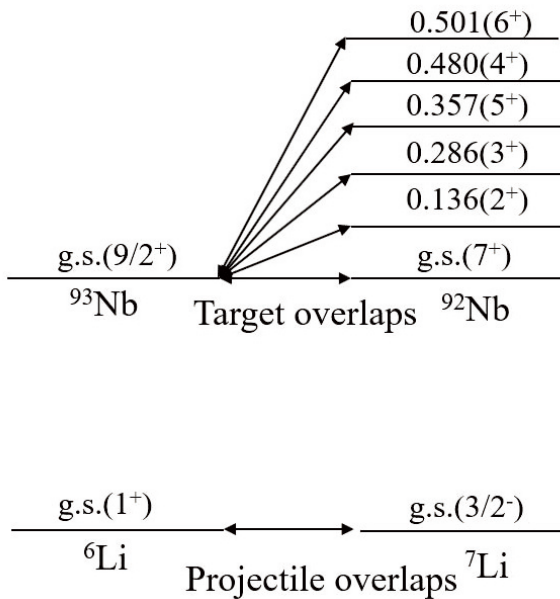 0.501(6⁺)
0.480(4⁺)
0.357(5⁺)
0.286(3⁺)
0.136(2⁺)
g.s.(9/2⁺) g.s.(7⁺)
⁹³Nb Target overlaps ⁹²Nb
g.s.(1⁺) g.s.(3/2⁻)
⁶Li Projectile overlaps ⁷Li